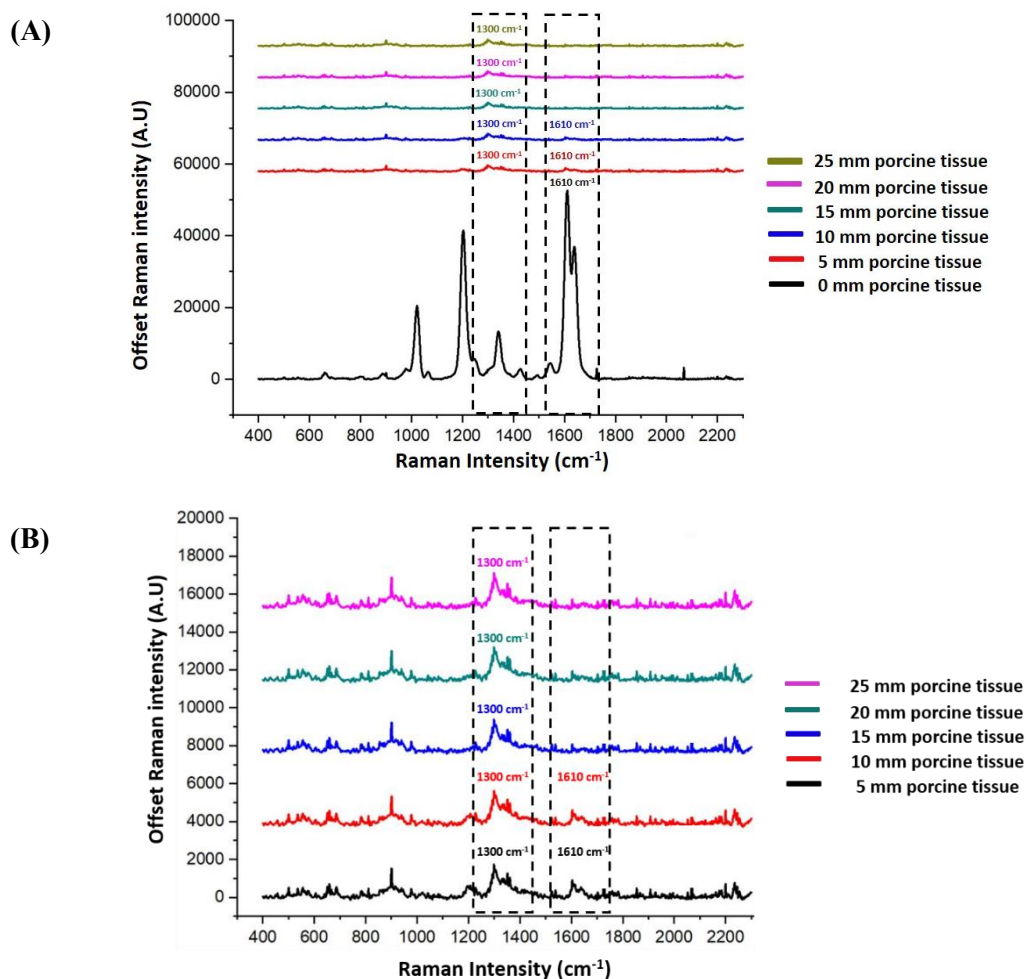 (A)
100000
80000
60000
40000
20000
0
Offset Raman intensity (A.U)
1300 cm⁻¹
1300 cm⁻¹
1300 cm⁻¹
1300 cm⁻¹ 1610 cm⁻¹
1300 cm⁻¹ 1610 cm⁻¹
1610 cm⁻¹
400 600 800 1000 1200 1400 1600 1800 2000 2200
Raman Intensity (cm⁻¹)
25 mm porcine tissue
20 mm porcine tissue
15 mm porcine tissue
10 mm porcine tissue
5 mm porcine tissue
0 mm porcine tissue
(B)
20000
18000
16000
14000
12000
10000
8000
6000
4000
2000
0
Offset Raman intensity (A.U)
1300 cm⁻¹
1300 cm⁻¹
1300 cm⁻¹
1300 cm⁻¹ 1610 cm⁻¹
1300 cm⁻¹ 1610 cm⁻¹
400 600 800 1000 1200 1400 1600 1800 2000 2200
Raman Intensity (cm⁻¹)
25 mm porcine tissue
20 mm porcine tissue
15 mm porcine tissue
10 mm porcine tissue
5 mm porcine tissue